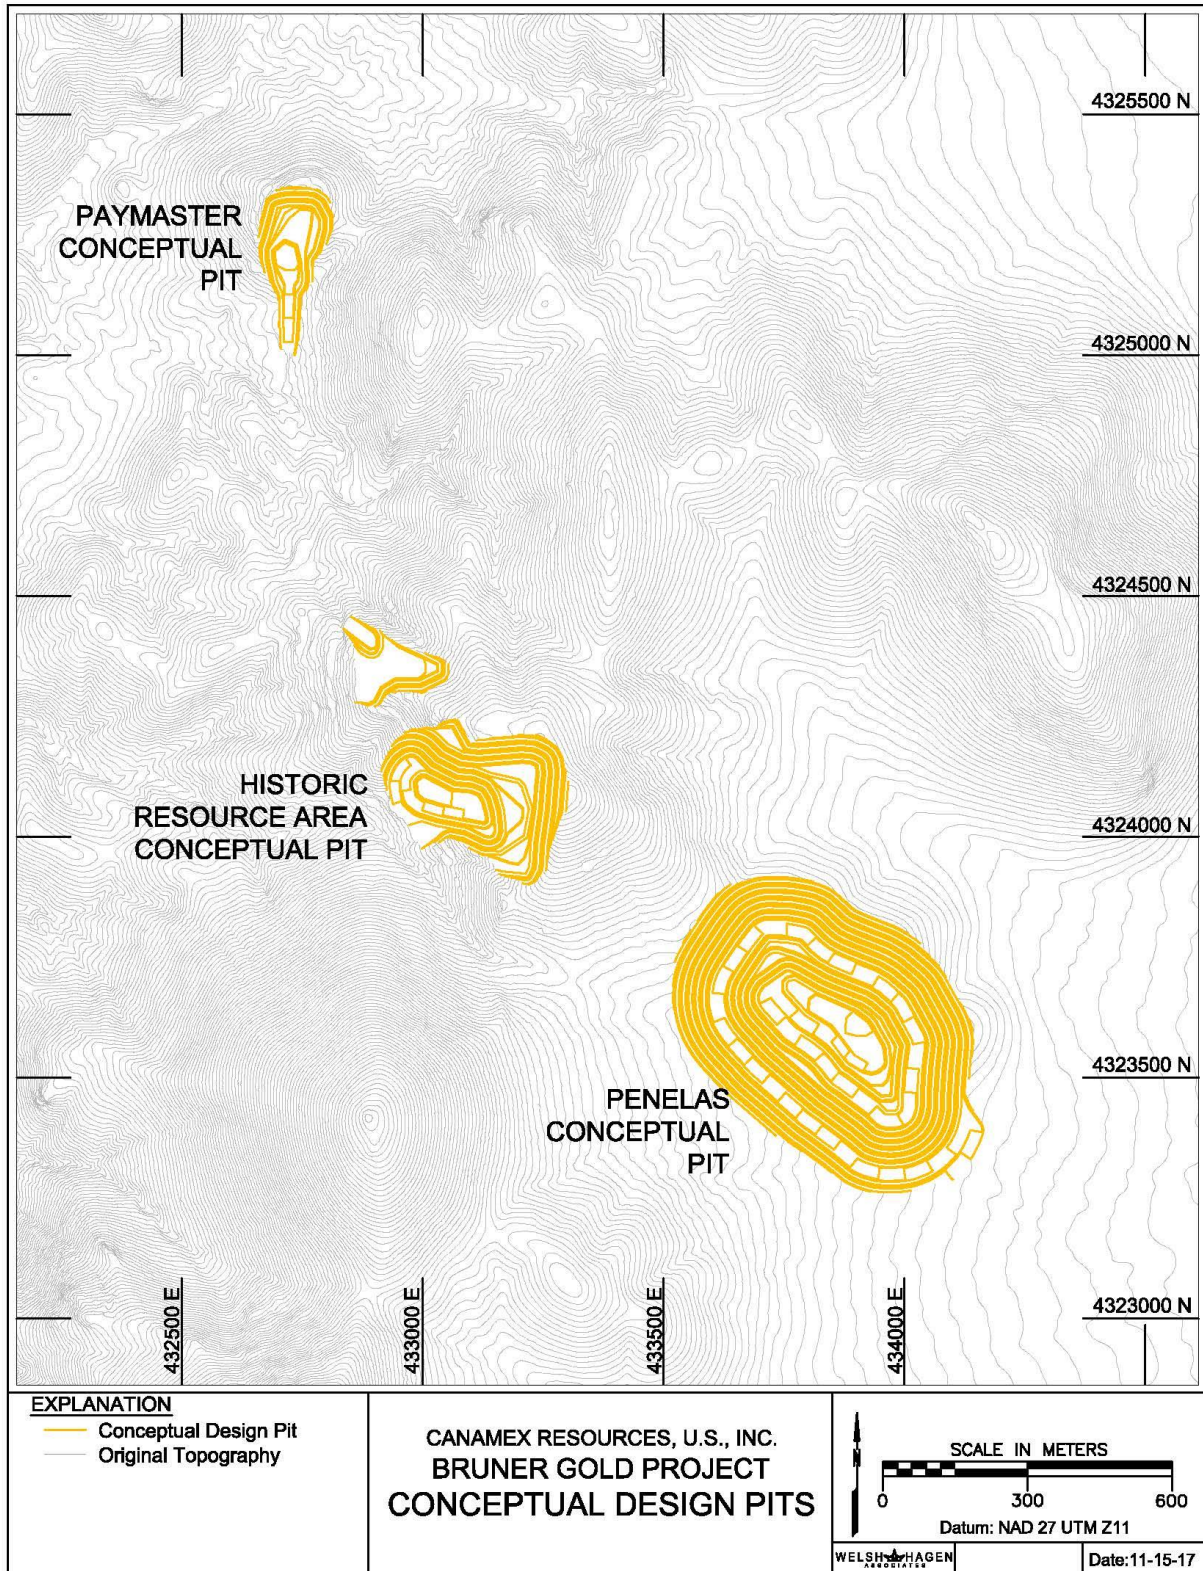 4325500 N
PAYMASTER
CONCEPTUAL
PIT
4325000 N
4324500 N
HISTORIC
RESOURCE AREA
CONCEPTUAL PIT
4324000 N
4323500 N
PENELAS
CONCEPTUAL
PIT
4323000 N
432500 E
433000 E
433500 E
434000 E
EXPLANATION
Conceptual Design Pit
Original Topography
CANAMEX RESOURCES, U.S., INC.
BRUNER GOLD PROJECT
CONCEPTUAL DESIGN PITS
N
SCALE IN METERS
0 300 600
Datum: NAD 27 UTM Z11
WELSH HAGEN
ASSOCIATES
Date:11-15-17